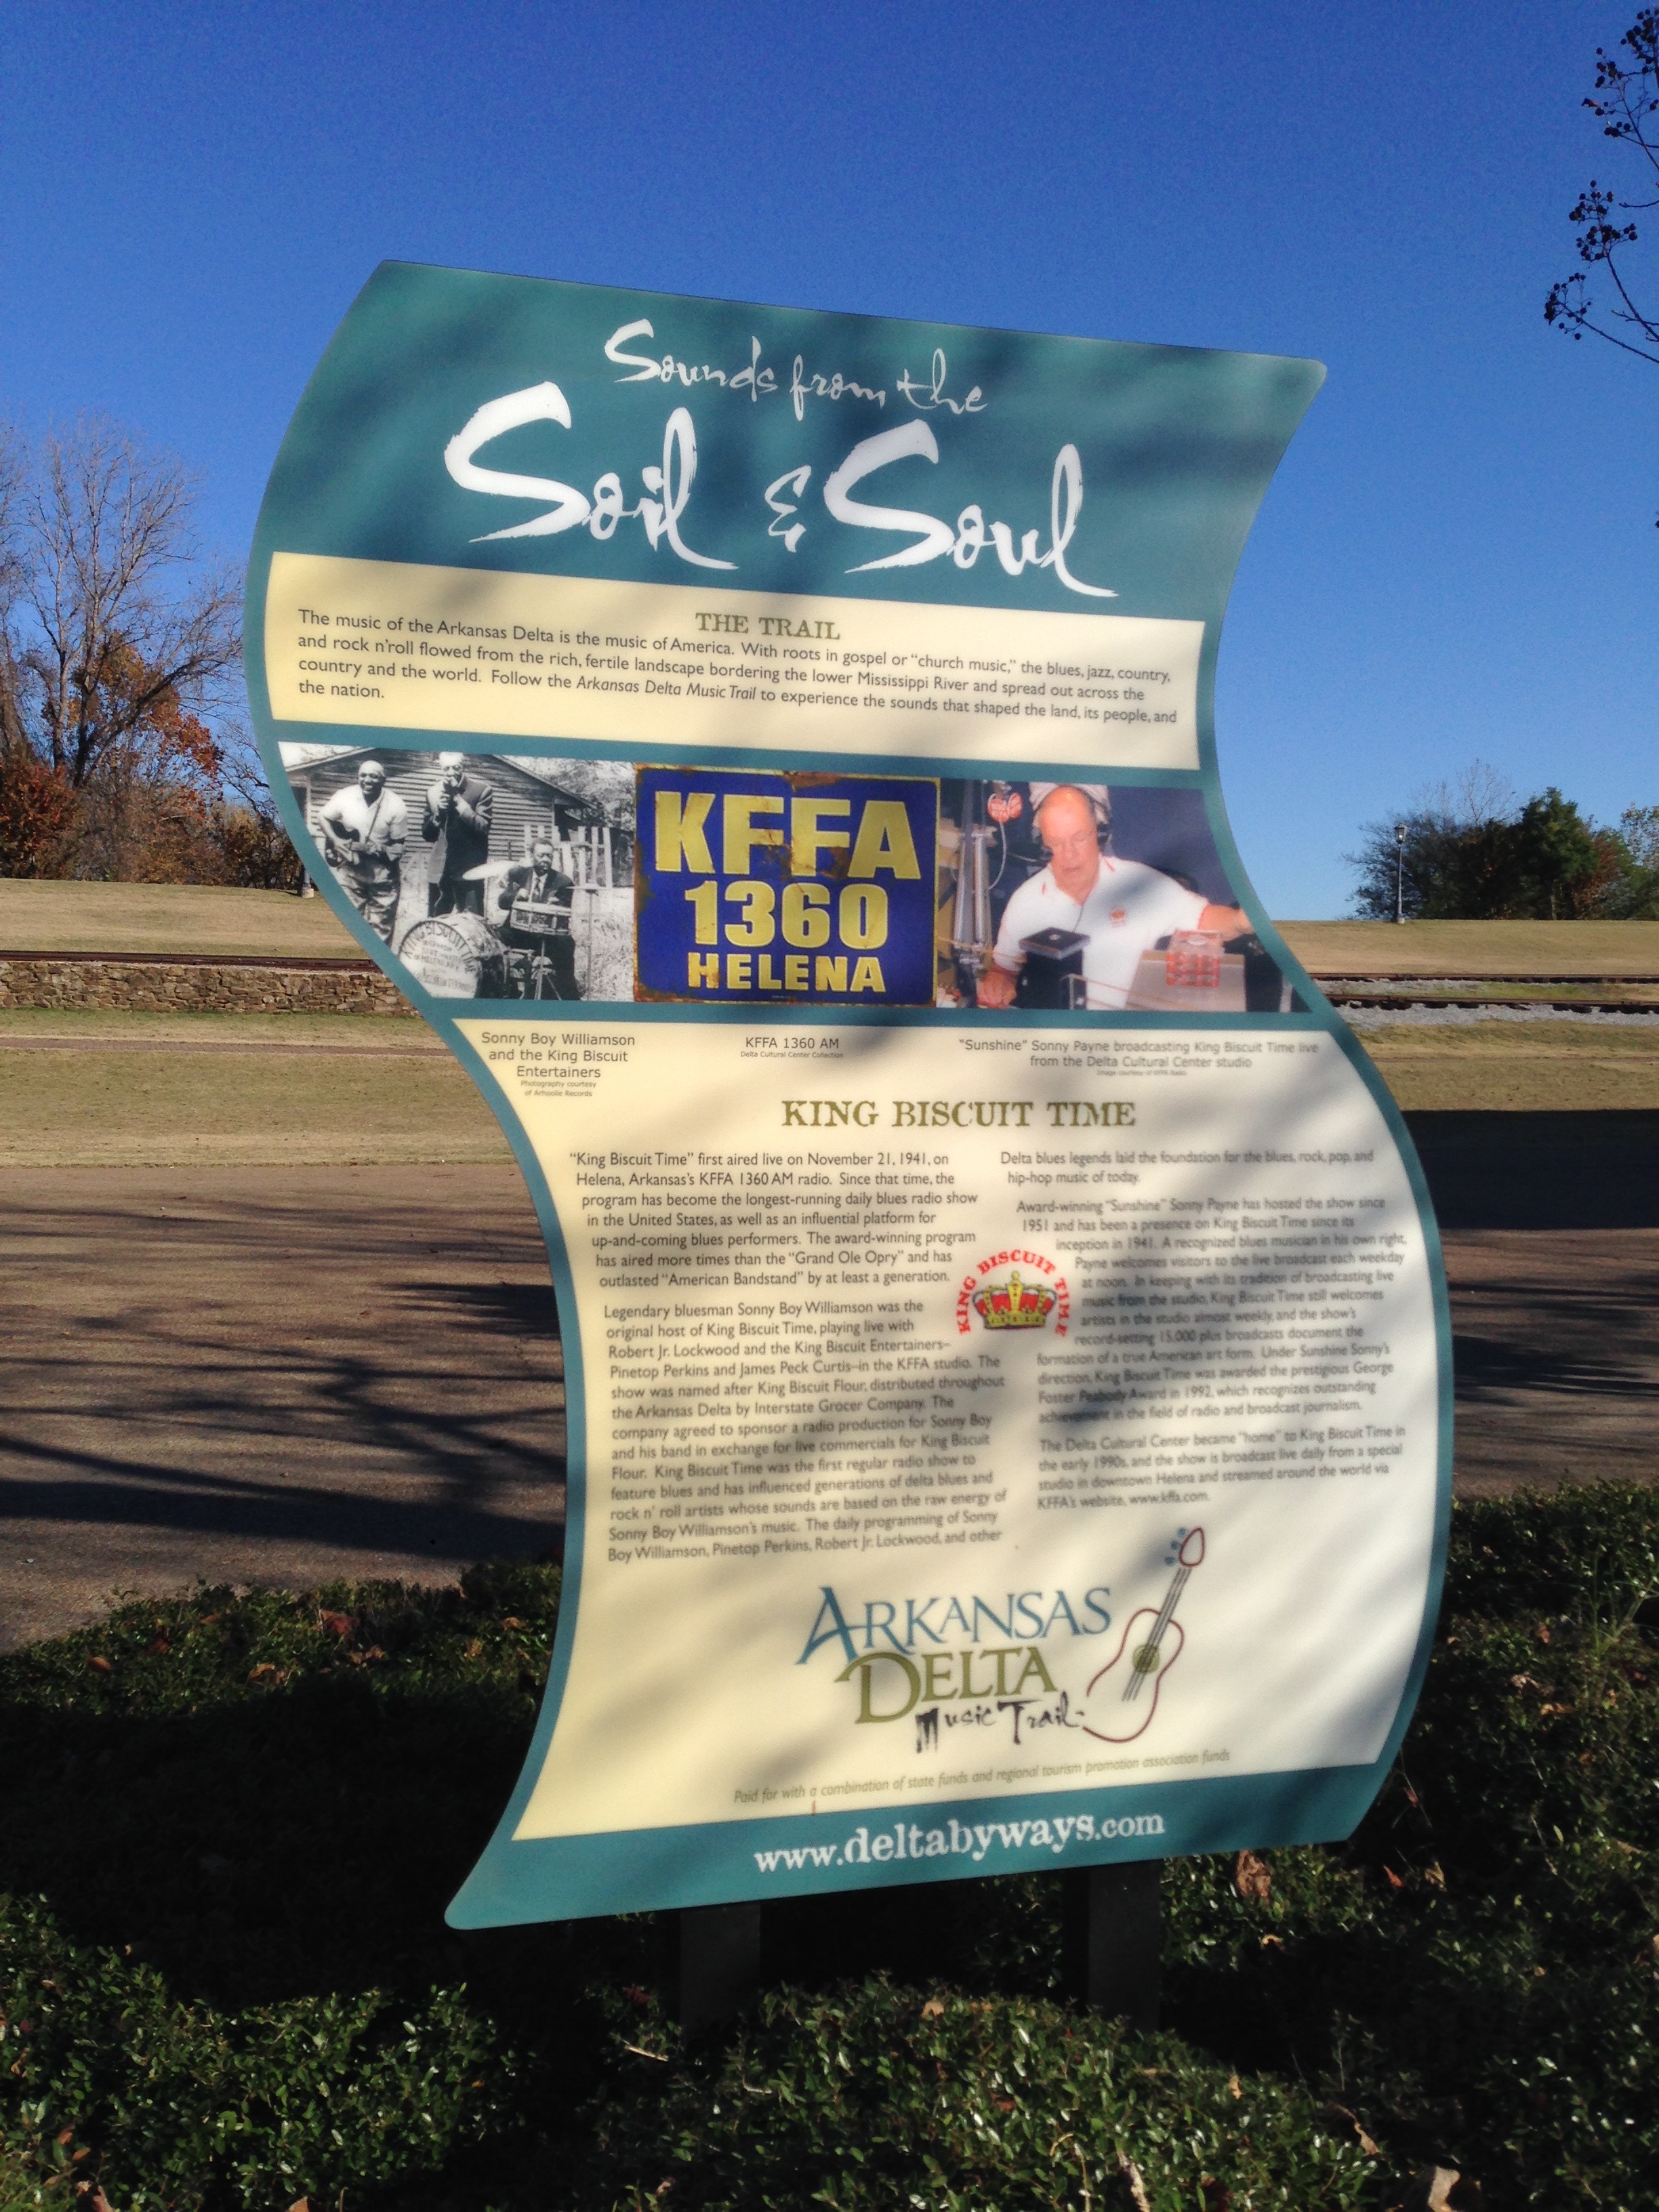 Sounds from the
Soil & Soul
THE TRAIL
The music of the Arkansas Delta is the music of America. With roots in gospel or "church music," the blues, jazz, country,
and rock n'roll flowed from the rich, fertile landscape bordering the lower Mississippi River and spread out across the
country and the world. Follow the Arkansas Delta Music Trail to experience the sounds that shaped the land, its people, and
the nation.
KING BISCUIT TIME
KFFA
1360
HELENA
Sonny Boy Williamson
and the King Biscuit
Entertainers
Photography courtesy
of Arhoolie Records
KFFA 1360 AM
Delta Cultural Center Collection
"Sunshine" Sonny Payne broadcasting King Biscuit Time live
from the Delta Cultural Center studio
Image courtesy of KFFA Radio
KING BISCUIT TIME
"King Biscuit Time" first aired live on November 21, 1941, on
Helena, Arkansas's KFFA 1360 AM radio. Since that time, the
program has become the longest-running daily blues radio show
in the United States, as well as an influential platform for
up-and-coming blues performers. The award-winning program
has aired more times than the "Grand Ole Opry" and has
outlasted "American Bandstand" by at least a generation.
Legendary bluesman Sonny Boy Williamson was the
original host of King Biscuit Time, playing live with
Robert Jr. Lockwood and the King Biscuit Entertainers–
Pinetop Perkins and James Peck Curtis–in the KFFA studio. The
show was named after King Biscuit Flour, distributed throughout
the Arkansas Delta by Interstate Grocer Company. The
company agreed to sponsor a radio production for Sonny Boy
and his band in exchange for live commercials for King Biscuit
Flour. King Biscuit Time was the first regular radio show to
feature blues and has influenced generations of delta blues and
rock n' roll artists whose sounds are based on the raw energy of
Sonny Boy Williamson's music. The daily programming of Sonny
Boy Williamson, Pinetop Perkins, Robert Jr. Lockwood, and other
Delta blues legends laid the foundation for the blues, rock, pop, and
hip-hop music of today.
Award-winning "Sunshine" Sonny Payne has hosted the show since
1951 and has been a presence on King Biscuit Time since its
inception in 1941. A recognized blues musician in his own right,
Payne welcomes visitors to the live broadcast each weekday
at noon. In keeping with its tradition of broadcasting live
music from the studio, King Biscuit Time still welcomes
artists in the studio almost weekly, and the show's
record-setting 15,000 plus broadcasts document the
formation of a true American art form. Under Sunshine Sonny's
direction, King Biscuit Time was awarded the prestigious George
Foster Peabody Award in 1992, which recognizes outstanding
achievement in the field of radio and broadcast journalism.
The Delta Cultural Center became "home" to King Biscuit Time in
the early 1990s, and the show is broadcast live daily from a special
studio in downtown Helena and streamed around the world via
KFFA's website, www.kffa.com.
KING BISCUIT TIME
ARKANSAS
DELTA
Music Trail
Paid for with a combination of state funds and regional tourism promotion association funds
www.deltabyways.com